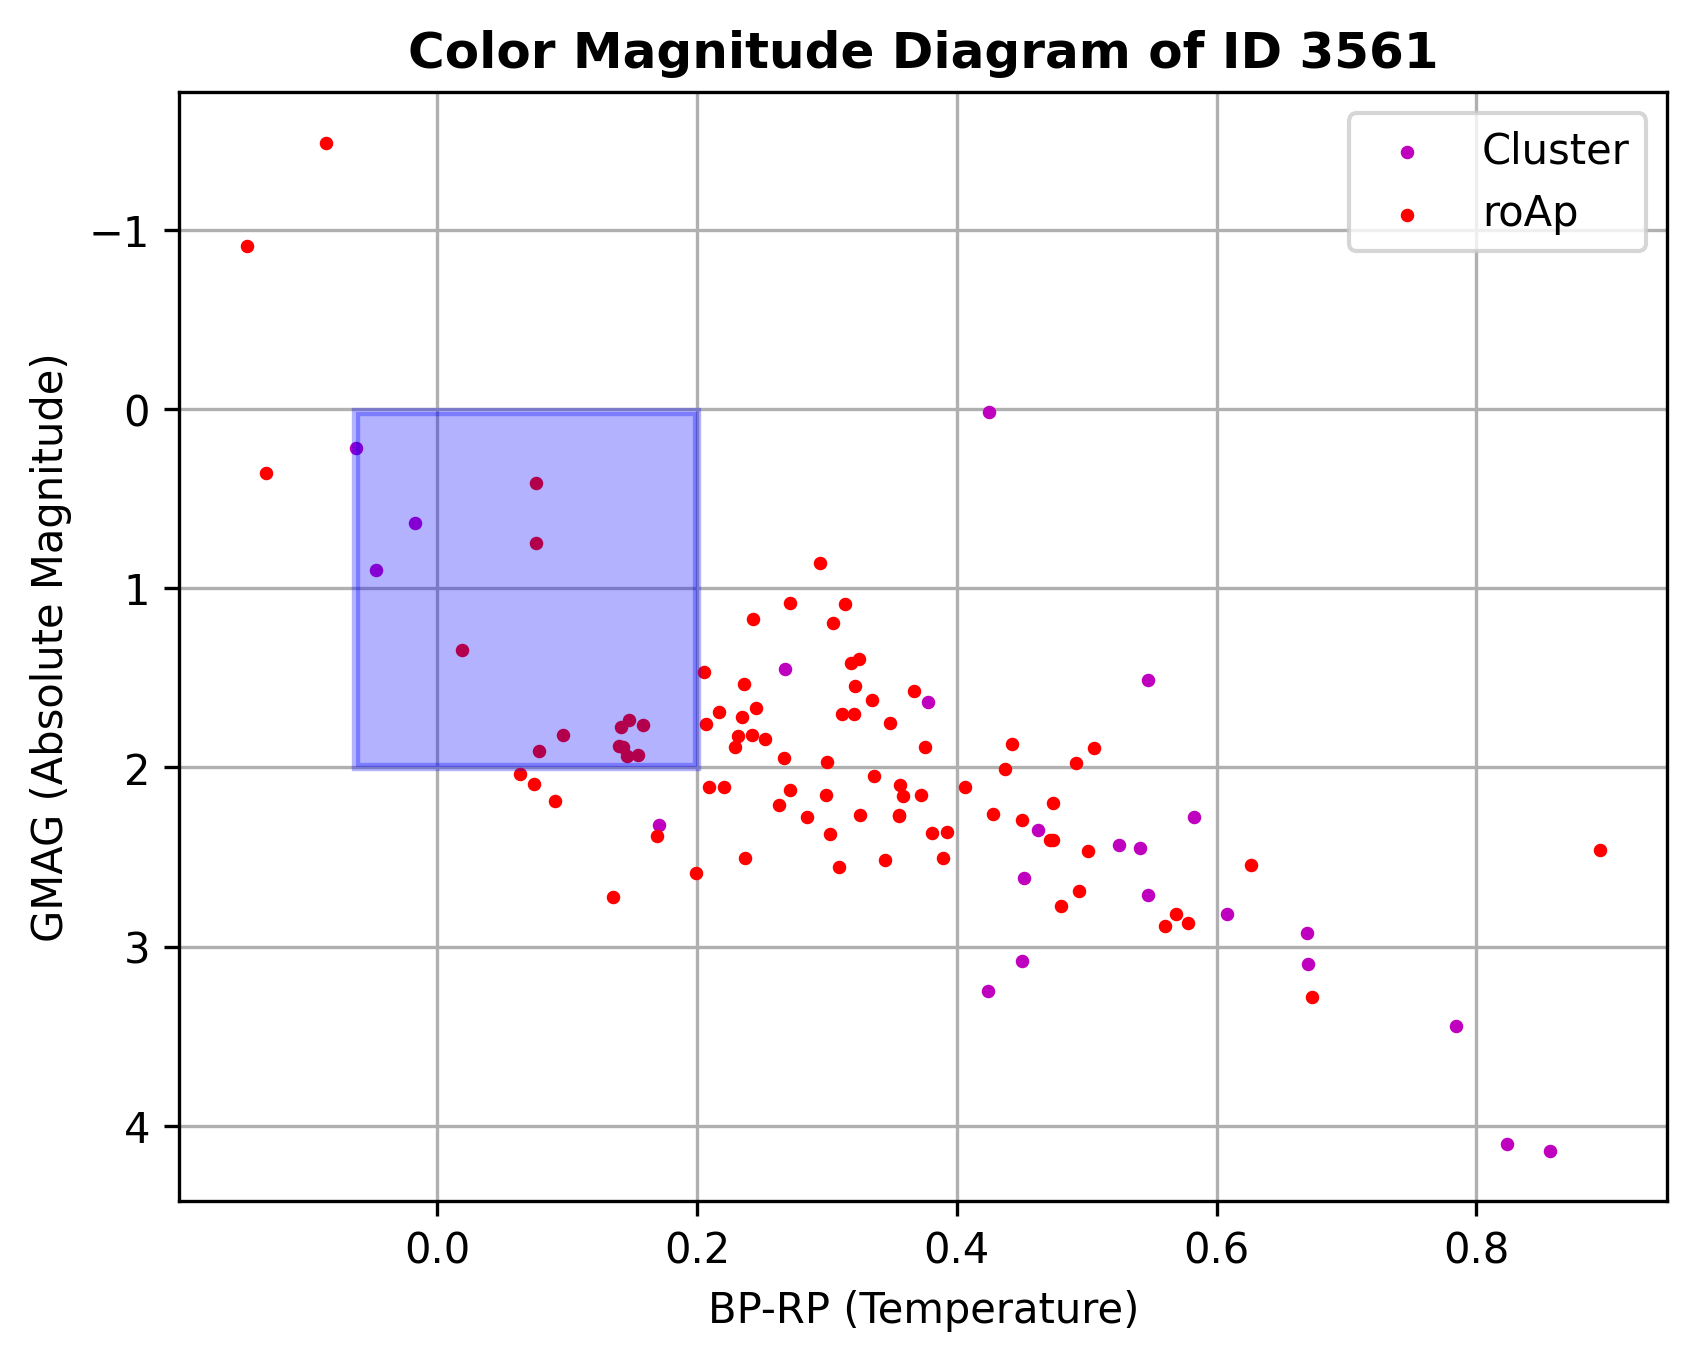 Color Magnitude Diagram of ID 3561
Cluster
roAp
GMAG (Absolute Magnitude)
−1
0
1
2
3
4
0.0 0.2 0.4 0.6 0.8
BP-RP (Temperature)